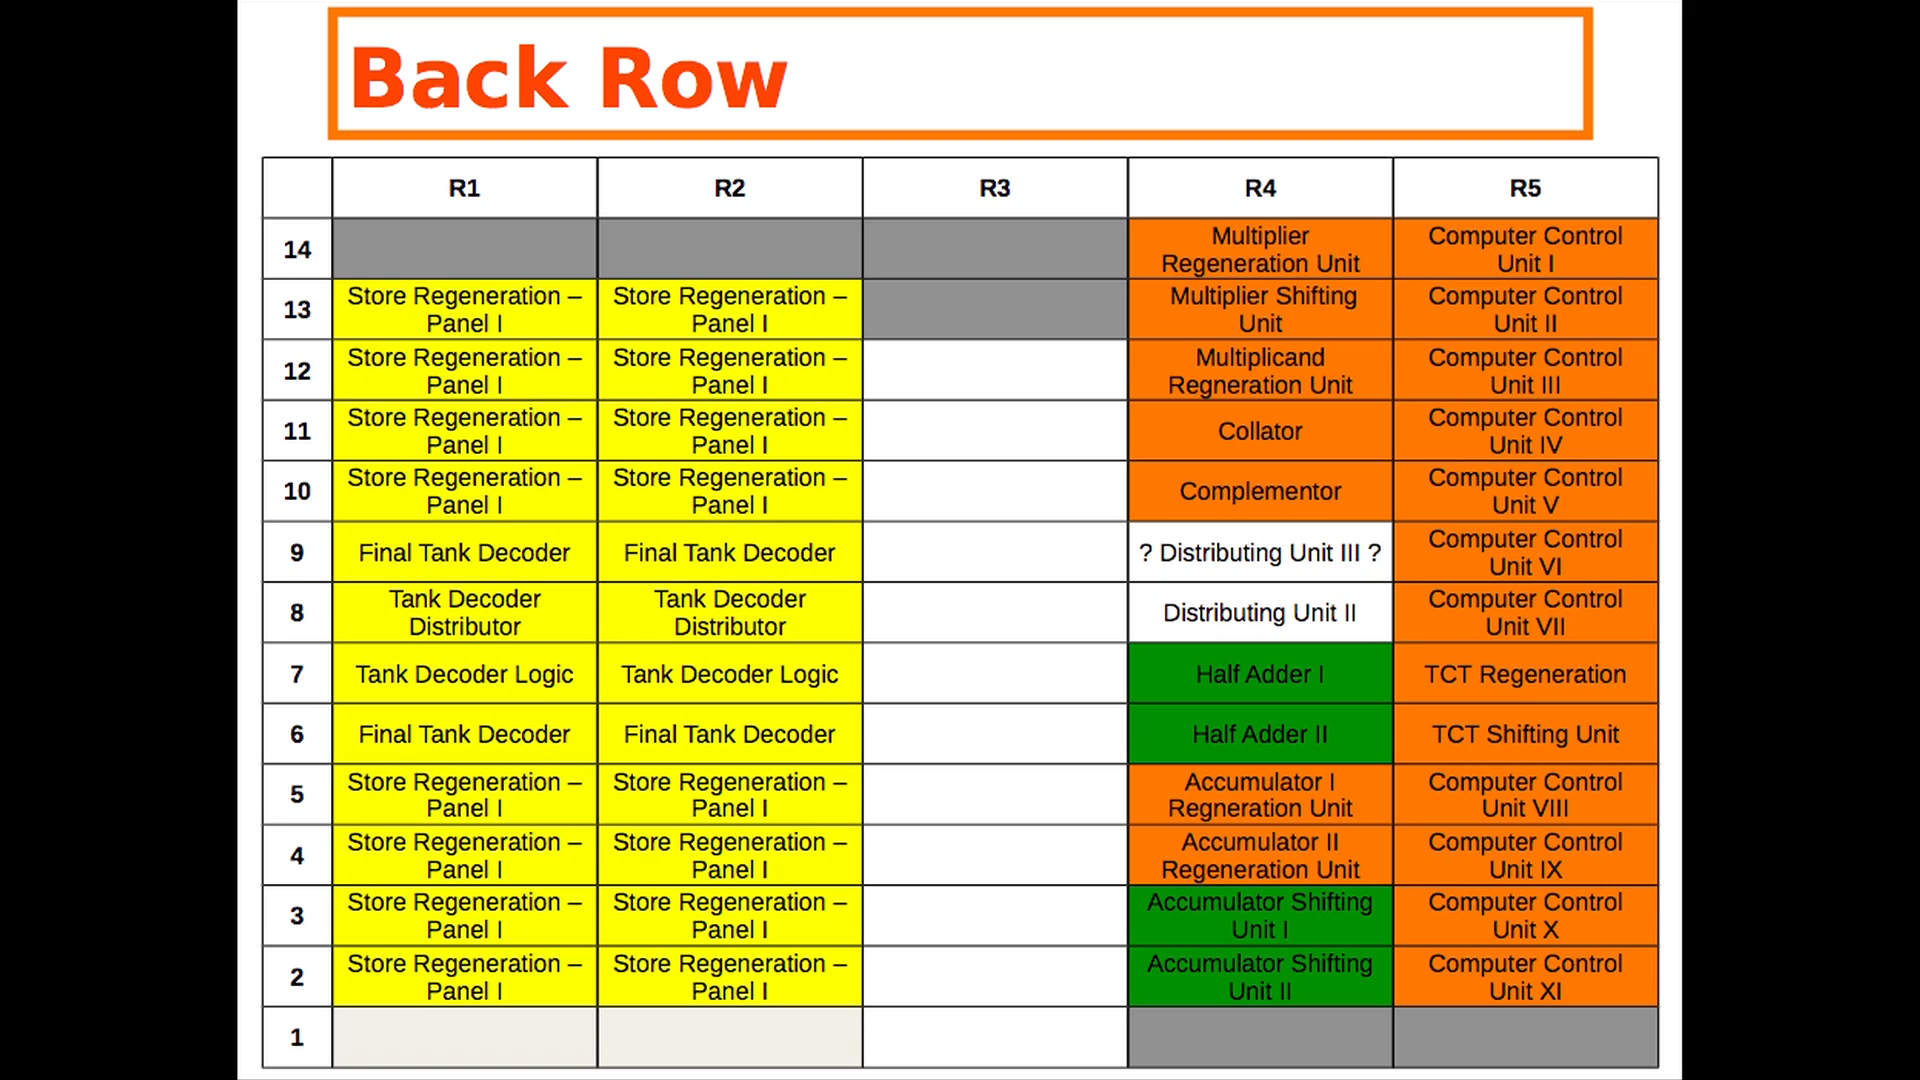 Back Row
R1 R2 R3 R4 R5
14 Multiplier Regeneration Unit Computer Control Unit I
13 Store Regeneration – Panel I Store Regeneration – Panel I Multiplier Shifting Unit Computer Control Unit II
12 Store Regeneration – Panel I Store Regeneration – Panel I Multiplicand Regneration Unit Computer Control Unit III
11 Store Regeneration – Panel I Store Regeneration – Panel I Collator Computer Control Unit IV
10 Store Regeneration – Panel I Store Regeneration – Panel I Complementor Computer Control Unit V
9 Final Tank Decoder Final Tank Decoder ? Distributing Unit III ? Computer Control Unit VI
8 Tank Decoder Distributor Tank Decoder Distributor Distributing Unit II Computer Control Unit VII
7 Tank Decoder Logic Tank Decoder Logic Half Adder I TCT Regeneration
6 Final Tank Decoder Final Tank Decoder Half Adder II TCT Shifting Unit
5 Store Regeneration – Panel I Store Regeneration – Panel I Accumulator I Regneration Unit Computer Control Unit VIII
4 Store Regeneration – Panel I Store Regeneration – Panel I Accumulator II Regeneration Unit Computer Control Unit IX
3 Store Regeneration – Panel I Store Regeneration – Panel I Accumulator Shifting Unit I Computer Control Unit X
2 Store Regeneration – Panel I Store Regeneration – Panel I Accumulator Shifting Unit II Computer Control Unit XI
1